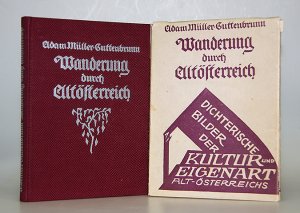 Adam Müller-Guttenbrunn
Wanderung
durch
Altösterreich
Adam Müller-Guttenbrunn
Wanderung
durch
Altösterreich
DICHTERISCHE
BILDER
DER
KULTUR UND
EIGENART
ALT-ÖSTERREICHS